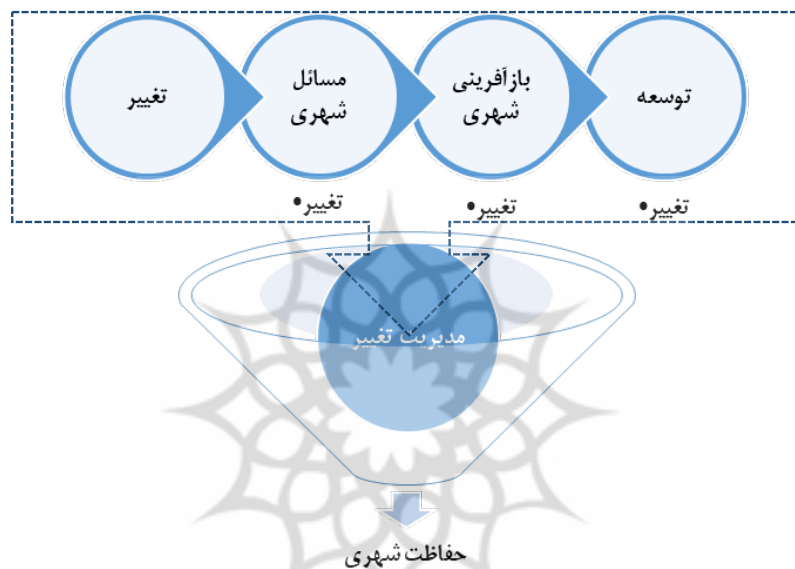 تغییر
مسائل
شهری
بازآفرینی
شهری
توسعه
تغییر•
تغییر•
تغییر•
مدیریت تغییر
حفاظت شهری